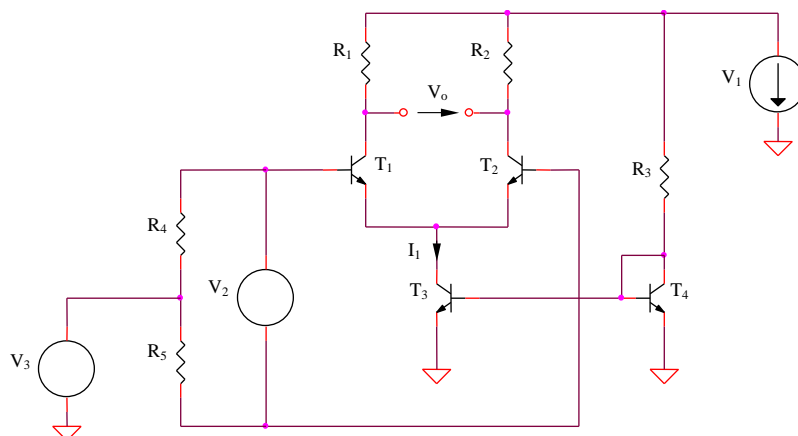 R₁
R₂
V₁
Vₒ
T₁
T₂
R₃
R₄
I₁
V₂
T₃
T₄
V₃
R₅